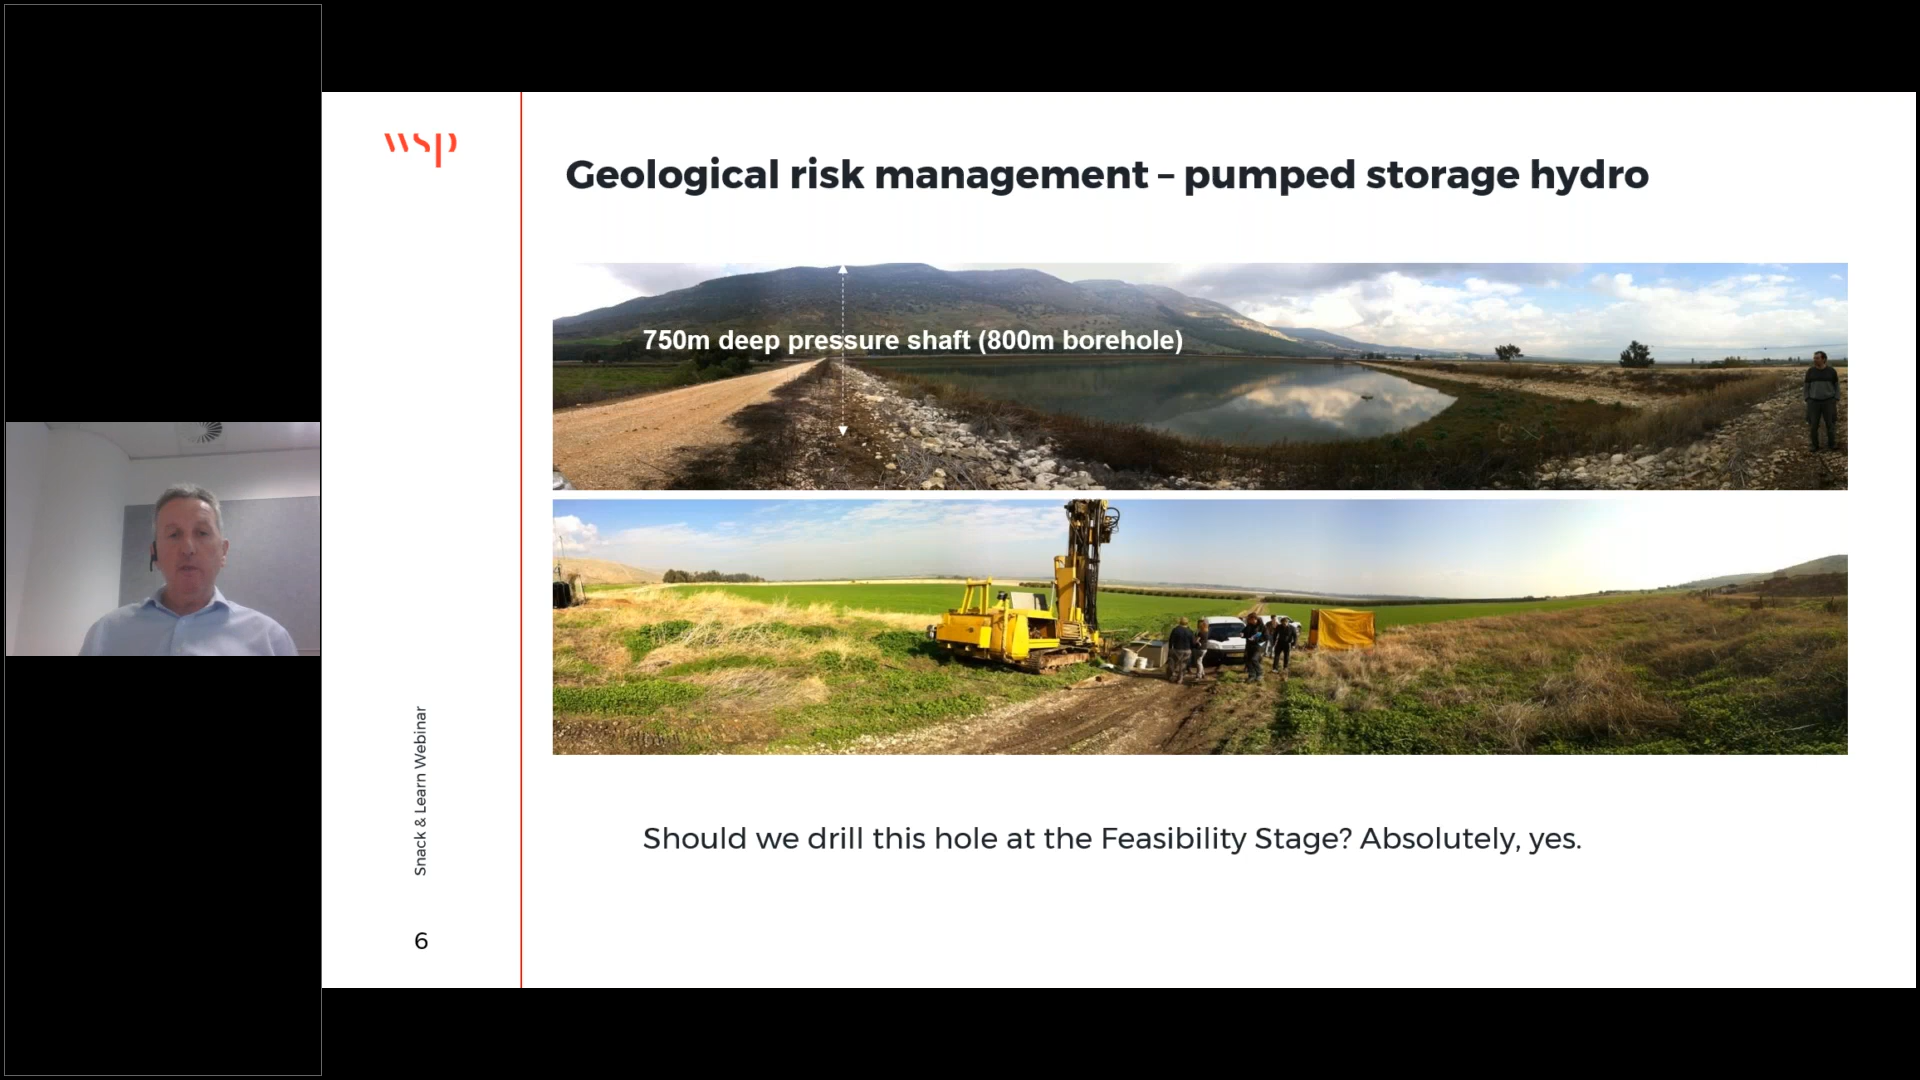 wsp
Geological risk management – pumped storage hydro
750m deep pressure shaft (800m borehole)
Should we drill this hole at the Feasibility Stage? Absolutely, yes.
Snack & Learn Webinar
6